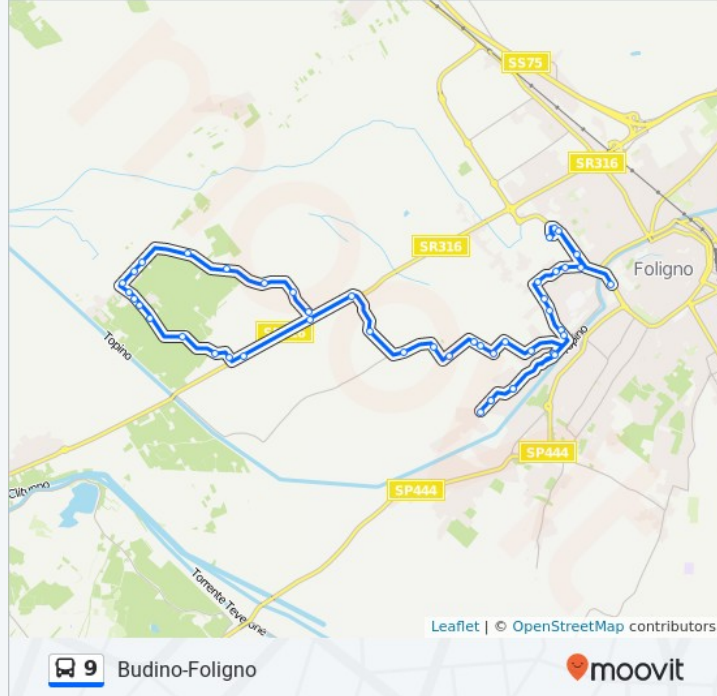 SS75
SR316
SR316
Foligno
Topino
Topino
SP444
SP444
Clitunno
Torrente Teverone
Leaflet | © OpenStreetMap contributors
9 Budino-Foligno
moovit